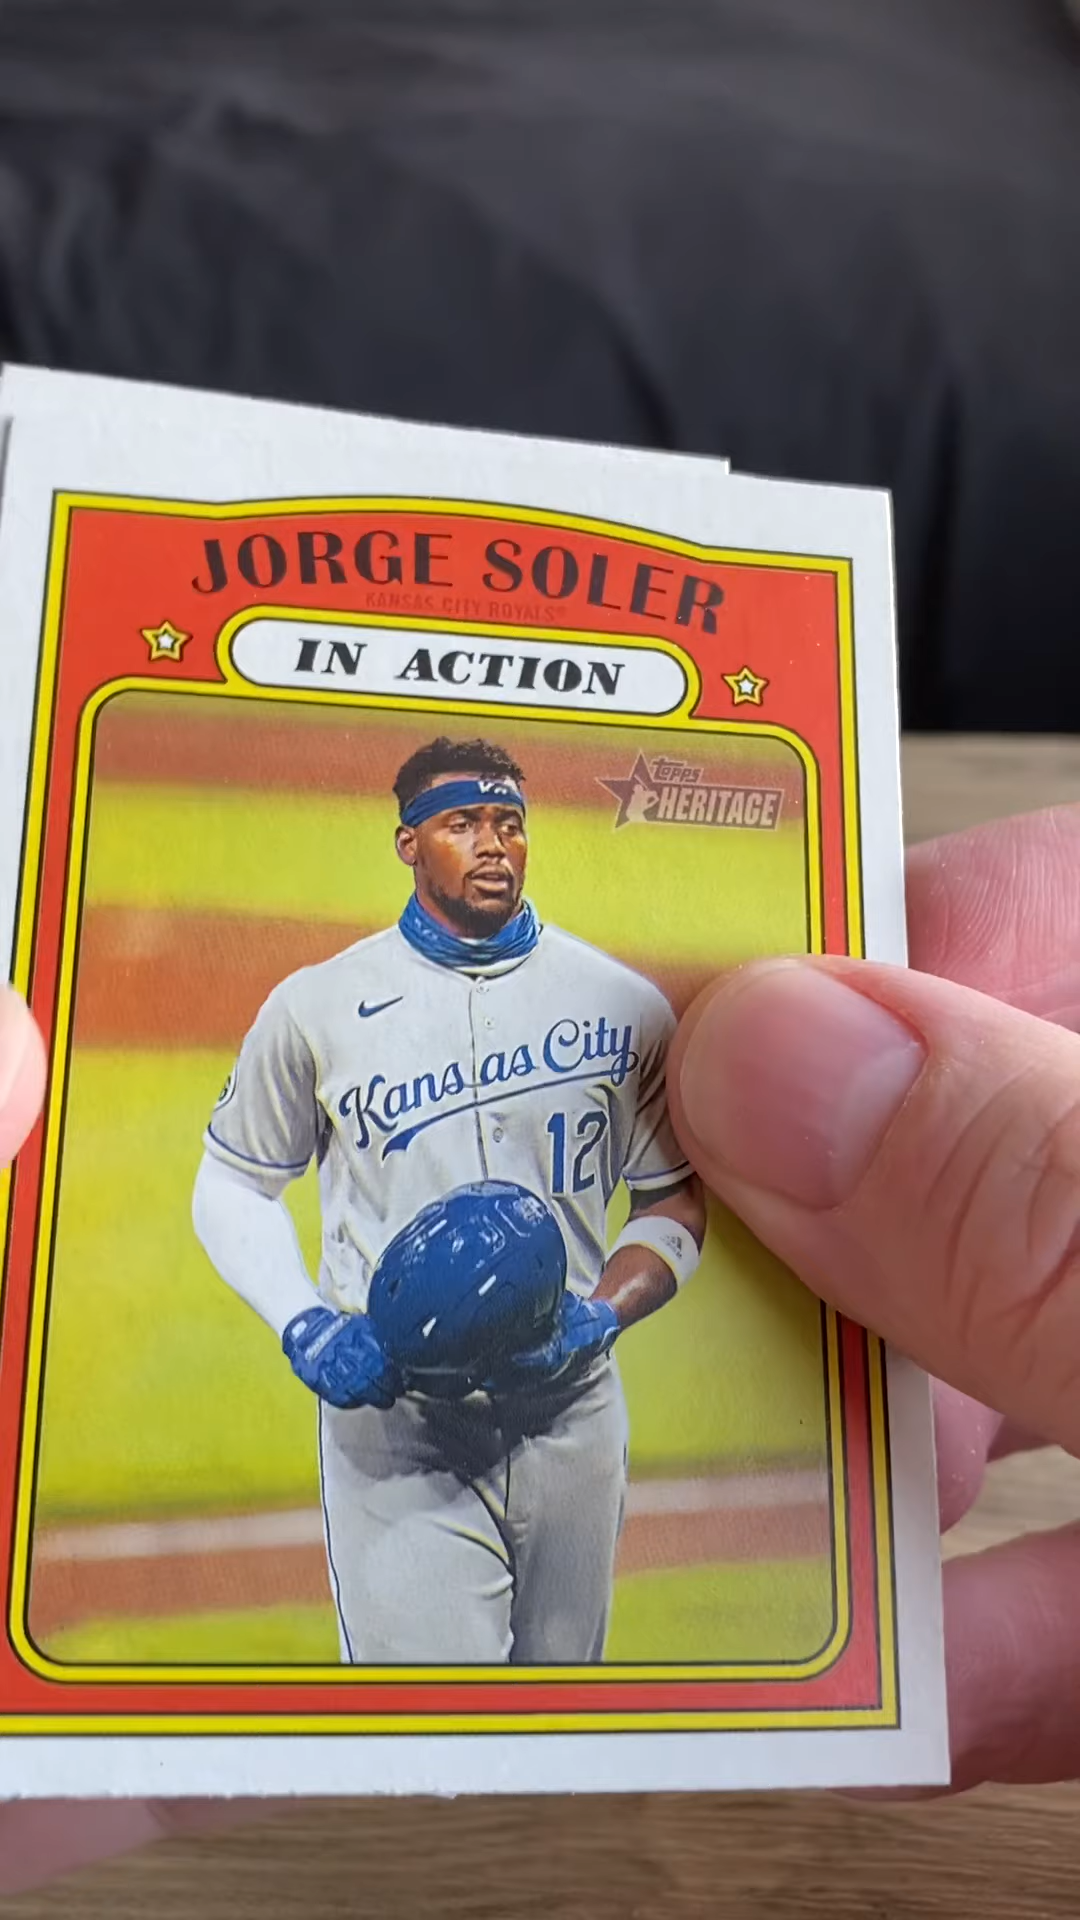 JORGE SOLER
KANSAS CITY ROYALS®
IN ACTION
topps
HERITAGE
Kansas City
12